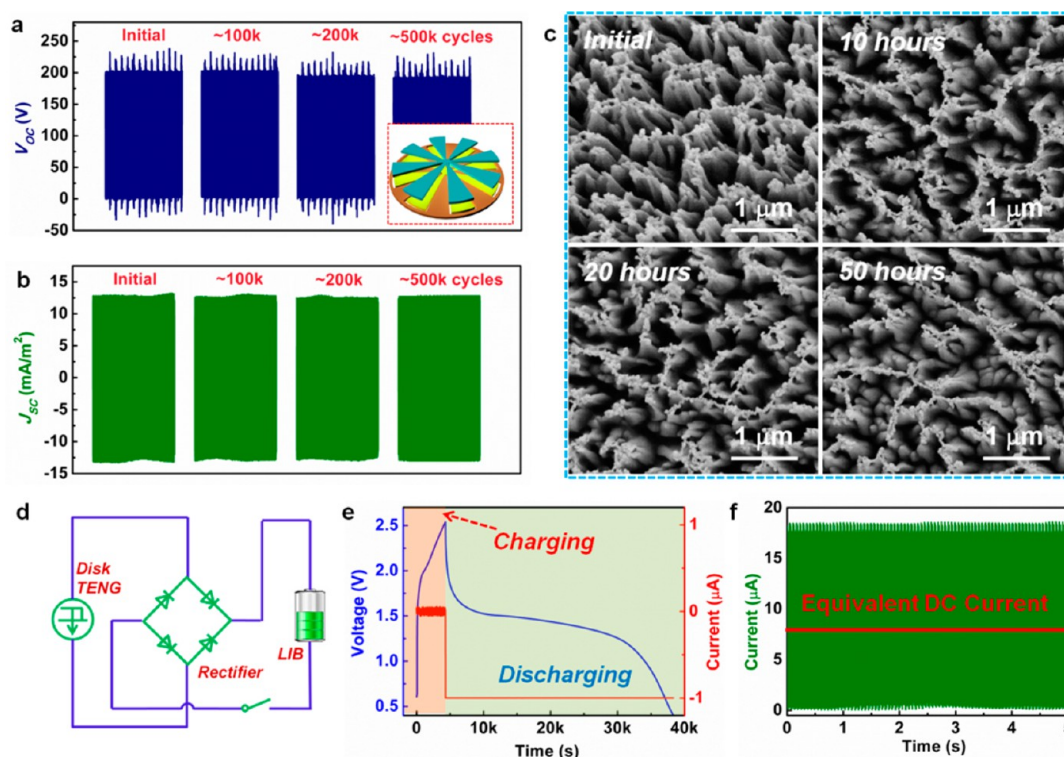 a
Initial
~100k
~200k
~500k cycles
250
200
150
100
50
0
-50
V_OC (V)
b
Initial
~100k
~200k
~500k cycles
15
10
5
0
-5
-10
-15
J_SC (mA/m²)
c
Initial
1 μm
10 hours
1 μm
20 hours
1 μm
50 hours
1 μm
d
Disk
TENG
Rectifier
LIB
e
2.5
2.0
1.5
1.0
0.5
Voltage (V)
Charging
Discharging
1
0
-1
Current (μA)
0
10k
20k
30k
40k
Time (s)
f
20
15
10
5
0
Current (μA)
Equivalent DC Current
0
1
2
3
4
Time (s)